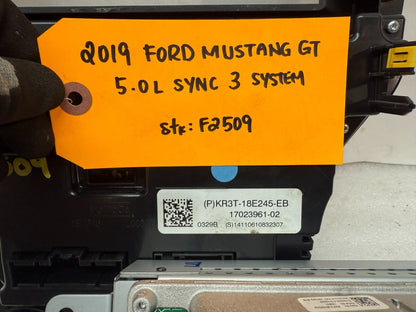 2019 FORD MUSTANG GT
5.0L SYNC 3 SYSTEM
Stk: F2509
(P)KR3T-18E245-EB
17023961-02
0329B (S)14110610832307